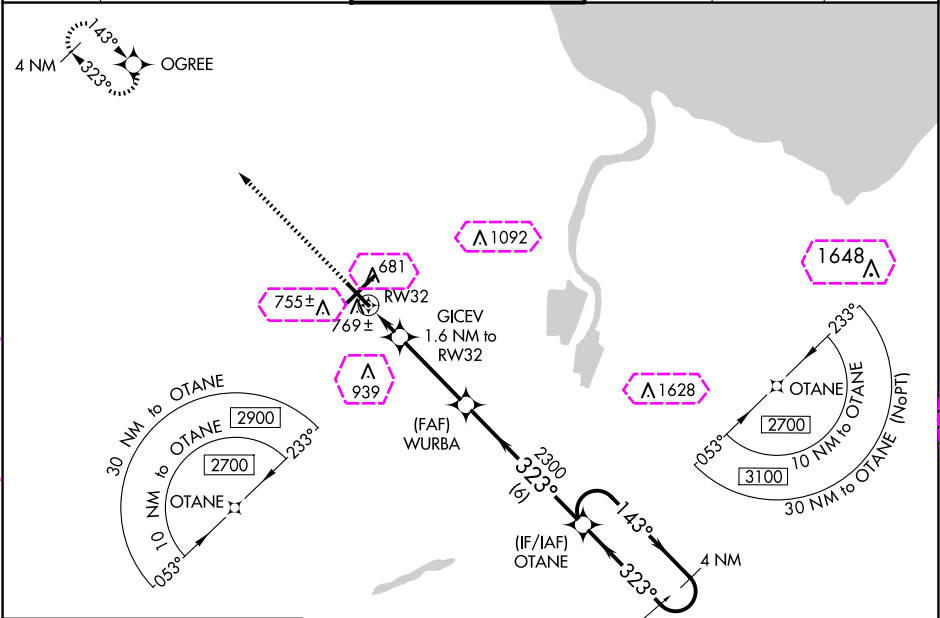 143°
4 NM
323°
OGREE
1092
1648
681
RW32
755±
769±
GICEV
1.6 NM to
RW32
939
1628
(FAF)
WURBA
233°
OTANE
2700
10 NM to OTANE
3100
053°
30 NM to OTANE (NoPT)
30 NM to OTANE
2900
10 NM to OTANE
2700
233°
OTANE
053°
2300
323°
(6)
(IF/IAF)
OTANE
143°
4 NM
323°